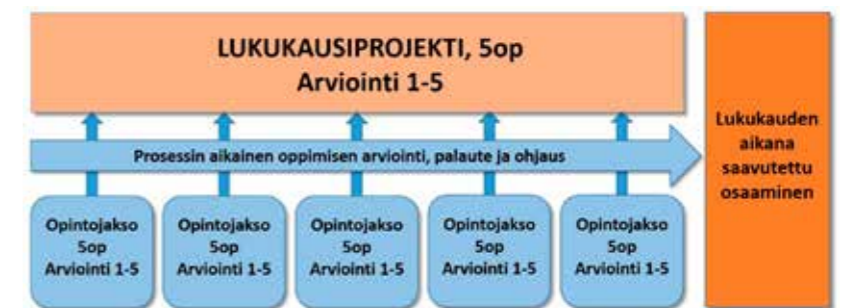 LUKUKAUSIPROJEKTI, 5op
Arviointi 1-5
Prosessin aikainen oppimisen arviointi, palaute ja ohjaus
Opintojakso
5op
Arviointi 1-5
Opintojakso
5op
Arviointi 1-5
Opintojakso
5op
Arviointi 1-5
Opintojakso
5op
Arviointi 1-5
Opintojakso
5op
Arviointi 1-5
Lukukauden
aikana
saavutettu
osaaminen